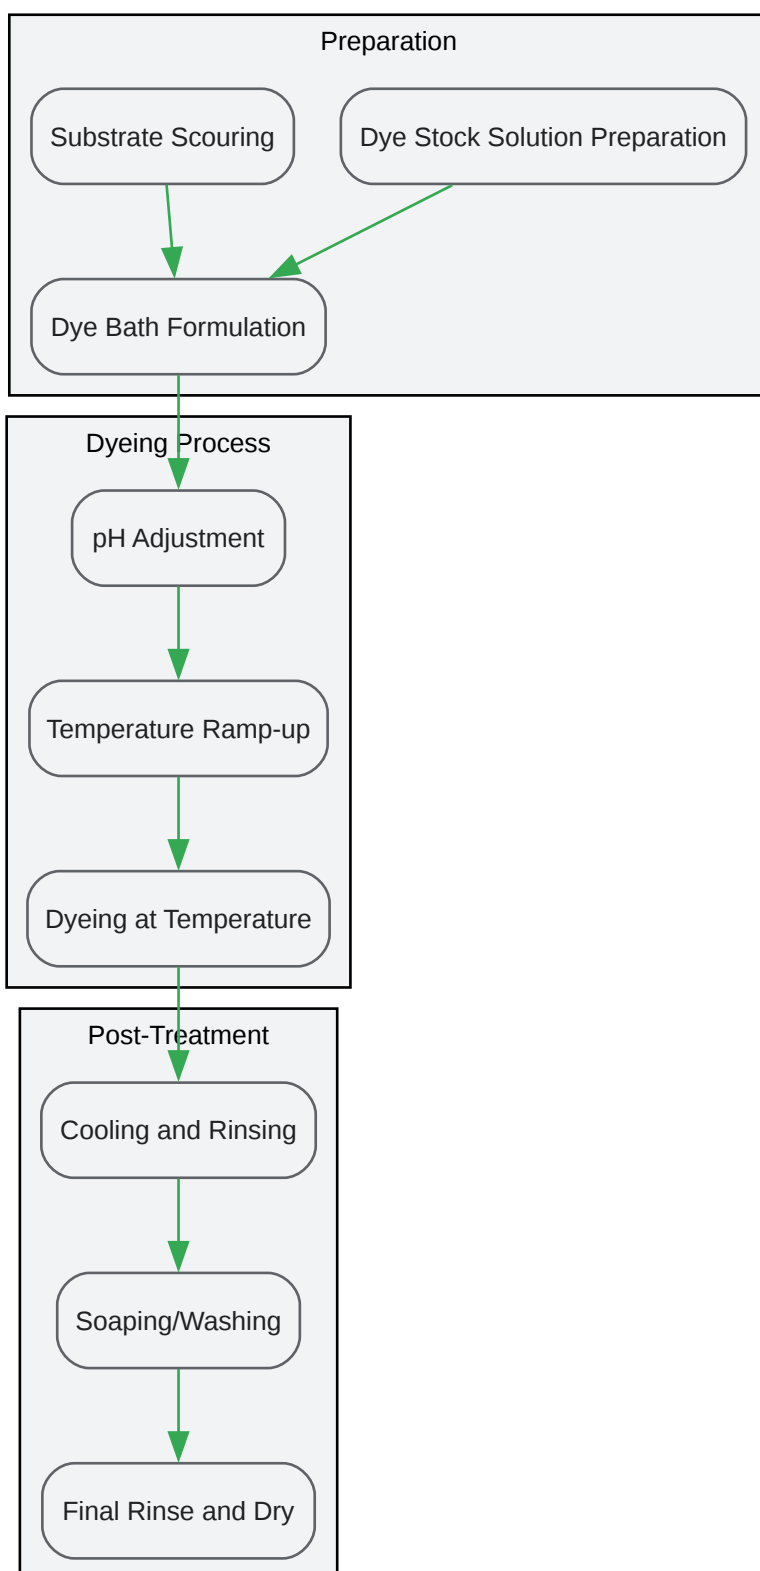 Preparation
Substrate Scouring
Dye Stock Solution Preparation
Dye Bath Formulation
Dyeing Process
pH Adjustment
Temperature Ramp-up
Dyeing at Temperature
Post-Treatment
Cooling and Rinsing
Soaping/Washing
Final Rinse and Dry